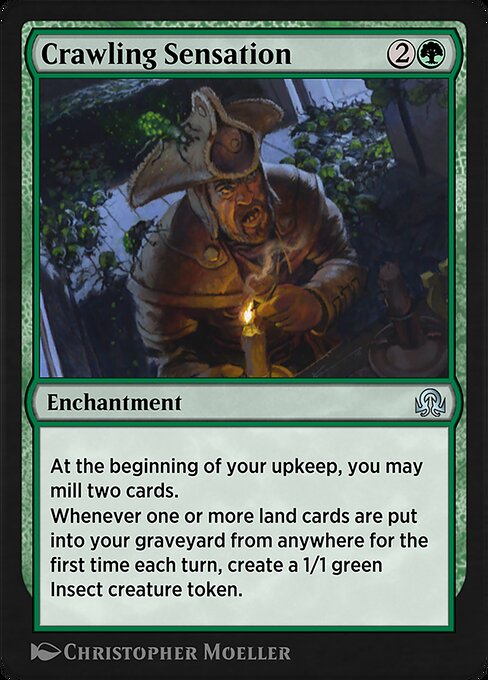 Crawling Sensation 2
Enchantment
At the beginning of your upkeep, you may
mill two cards.
Whenever one or more land cards are put
into your graveyard from anywhere for the
first time each turn, create a 1/1 green
Insect creature token.
Christopher Moeller